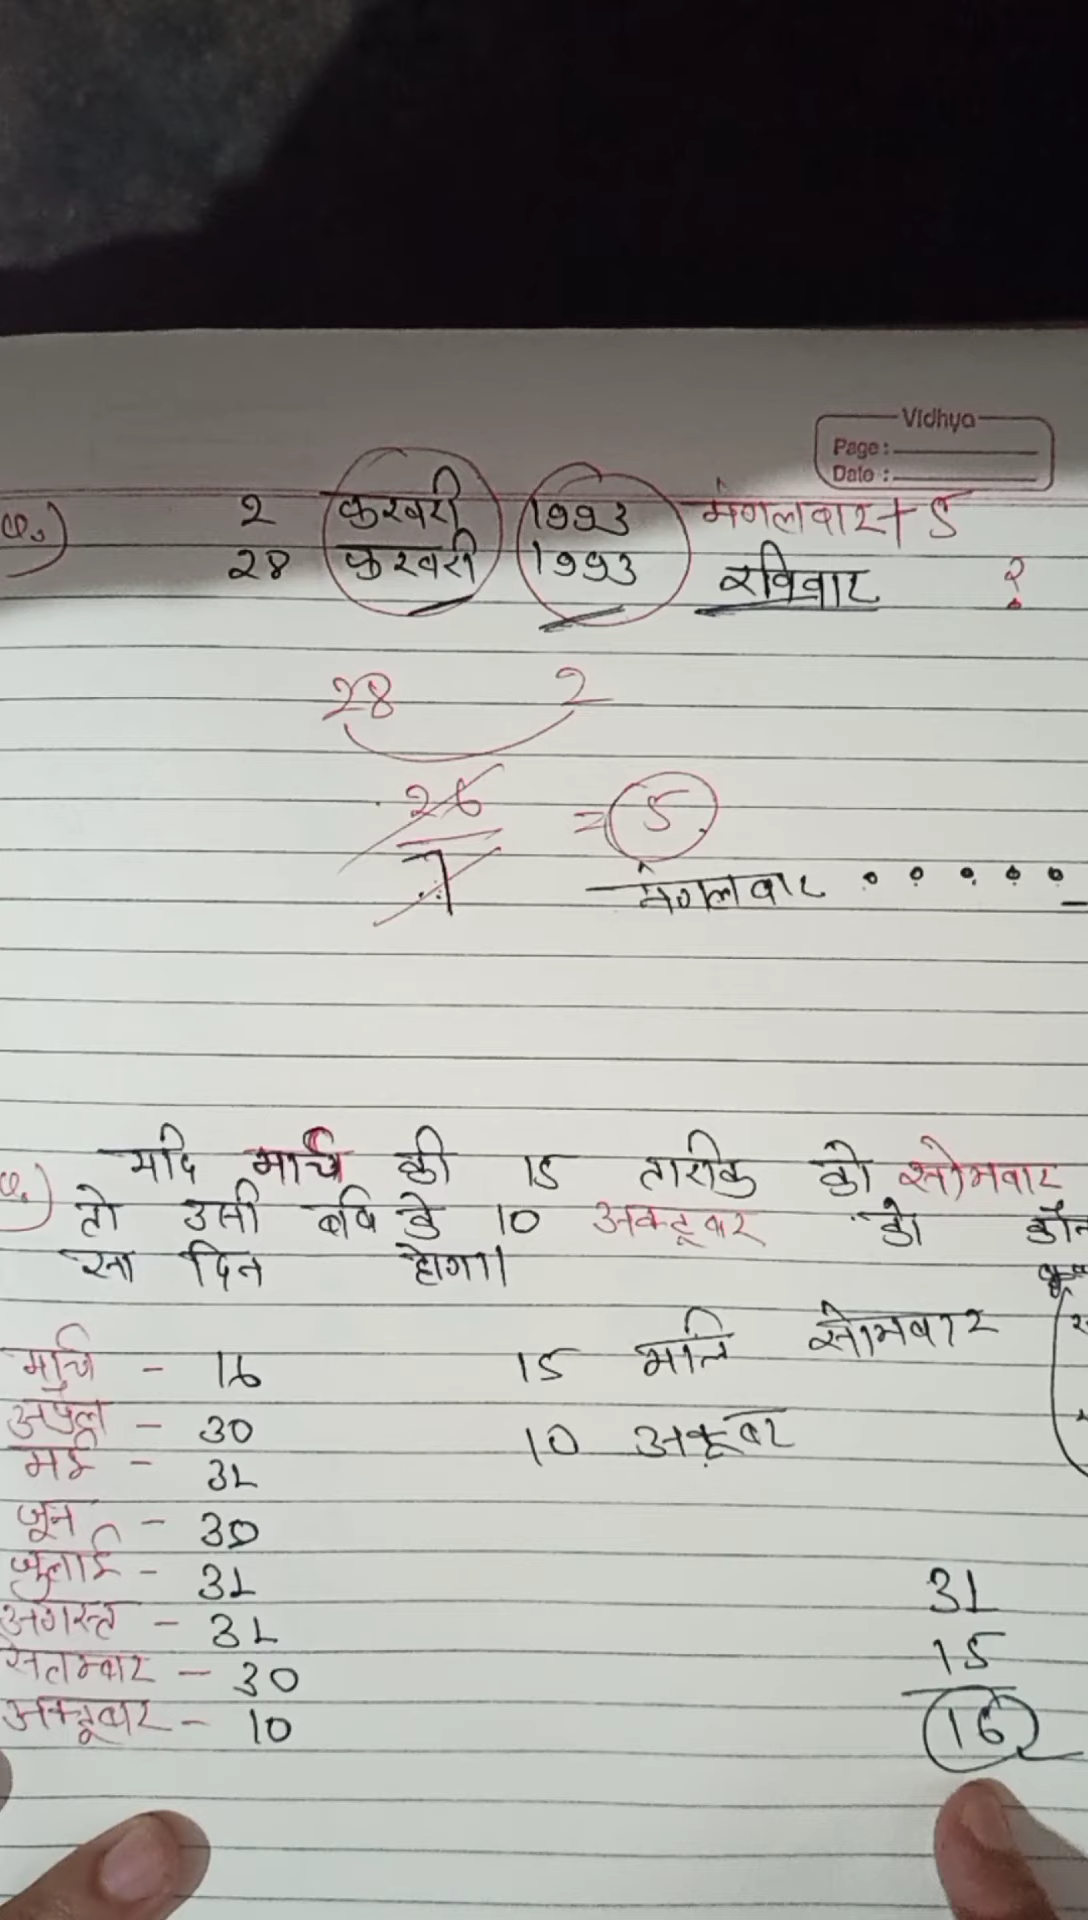 Vidhya
Page:
Date:
Q.) 2 फरवरी 1993 मंगलवार + 5
28 फरवरी 1993 रविवार ?
28 2
26 = 5
7 मंगलवार
Q.) यदि मार्च की 15 तारीक को सोमवार
तो उसी वर्ष के 10 अक्टूबर को कौन
सा दिन होगा।
मार्च - 16 15 मार्च सोमवार
अप्रैल - 30 10 अक्टूबर
मई - 31
जून - 30
जुलाई - 31 31
अगस्त - 31 15
सितम्बार - 30 16
अक्टूबार - 10